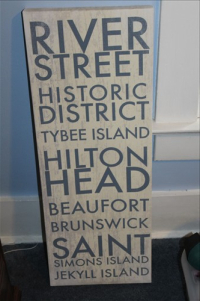 RIVER
STREET
HISTORIC
DISTRICT
TYBEE ISLAND
HILTON
HEAD
BEAUFORT
BRUNSWICK
SAINT
SIMONS ISLAND
JEKYLL ISLAND